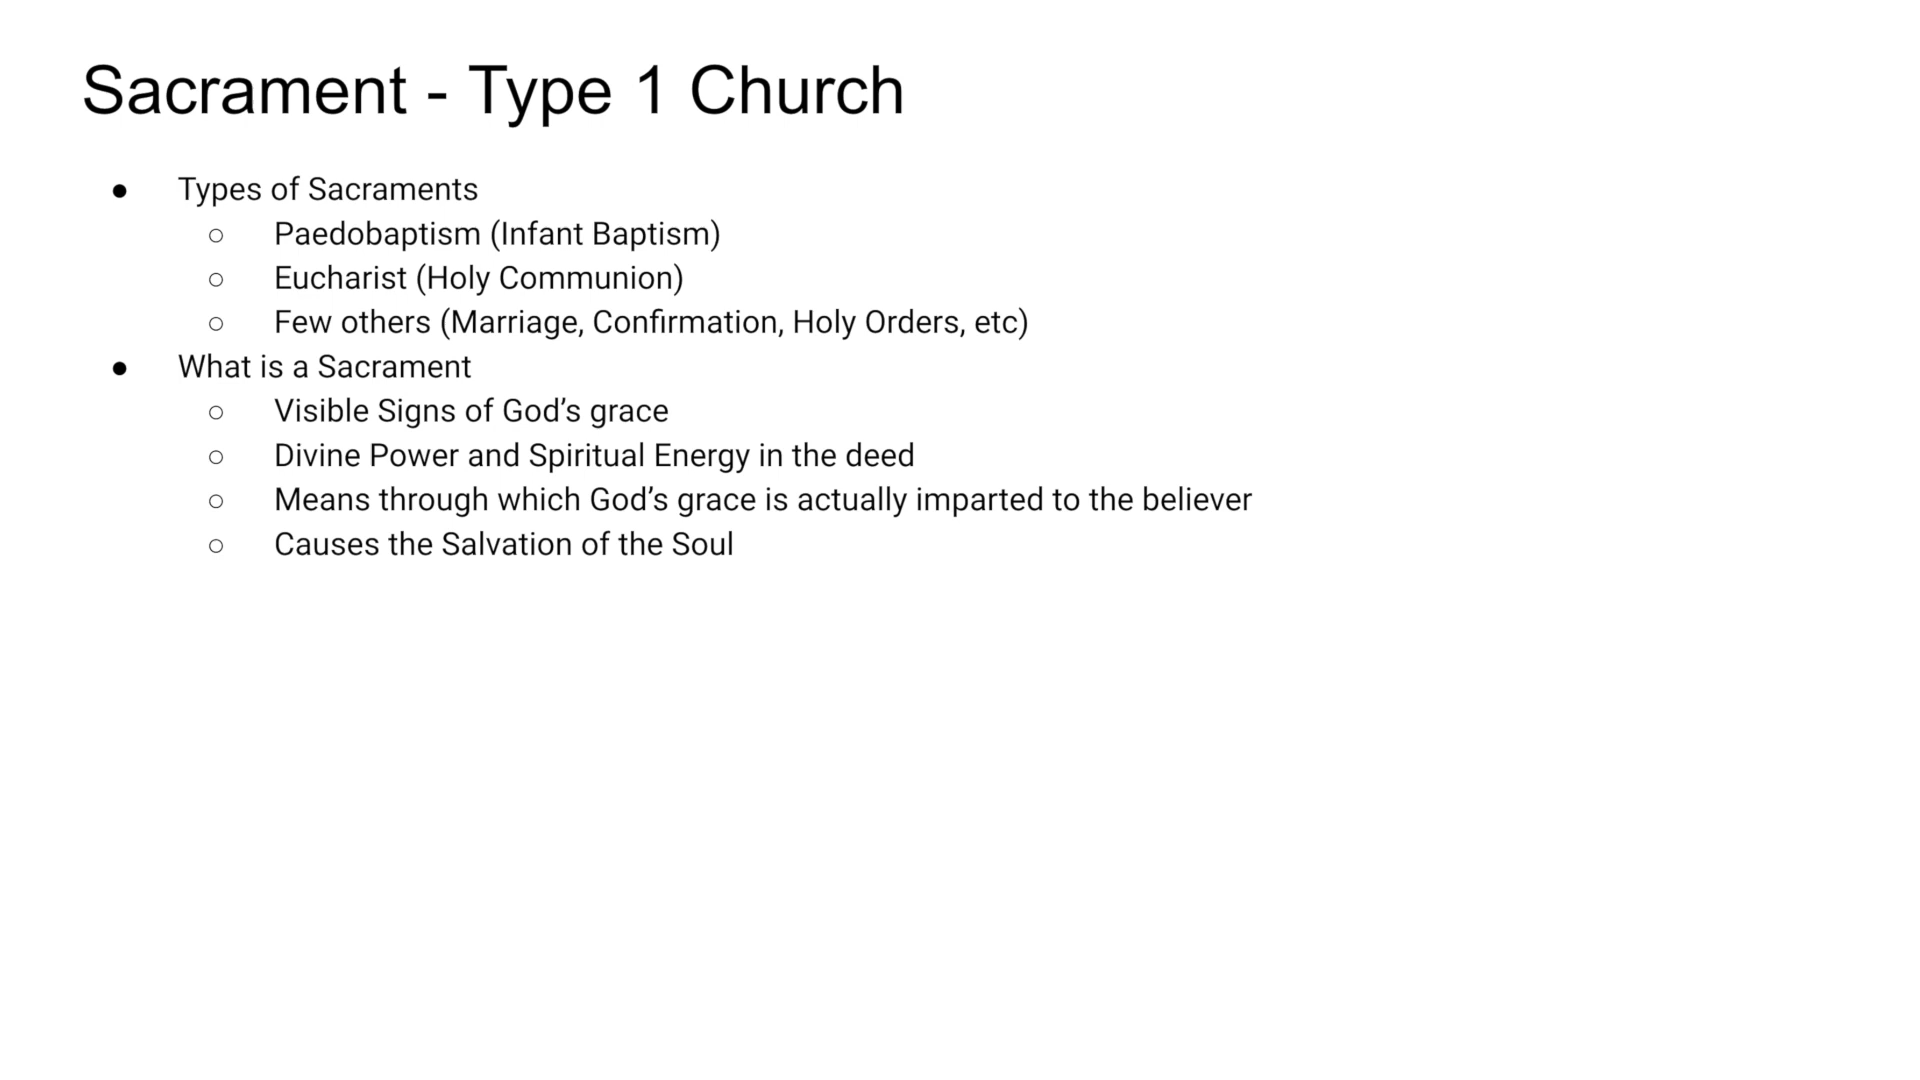 Sacrament - Type 1 Church
● Types of Sacraments
○ Paedobaptism (Infant Baptism)
○ Eucharist (Holy Communion)
○ Few others (Marriage, Confirmation, Holy Orders, etc)
● What is a Sacrament
○ Visible Signs of God’s grace
○ Divine Power and Spiritual Energy in the deed
○ Means through which God’s grace is actually imparted to the believer
○ Causes the Salvation of the Soul